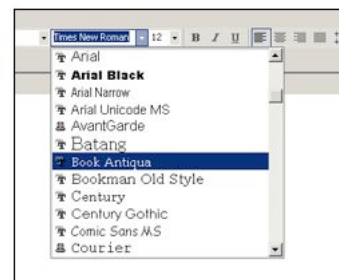 Times New Roman 12 B I U
Arial
Arial Black
Arial Narrow
Arial Unicode MS
AvantGarde
Batang
Book Antiqua
Bookman Old Style
Century
Century Gothic
Comic Sans MS
Courier